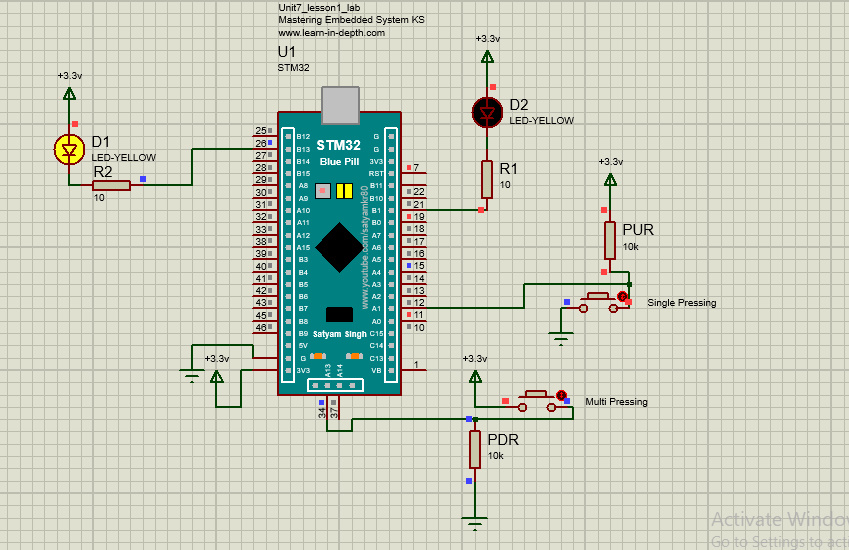 Unit7_lesson1_lab
Mastering Embedded System KS
www.learn-in-depth.com
U1
STM32
+3.3v
D2
LED-YELLOW
R1
10
+3.3v
D1
LED-YELLOW
R2
10
STM32
Blue Pill
www.youtube.com/satyamkr80
Satyam Singh
25 B12
26 B13
27 B14
28 B15
29 A8
30 A9
31 A10
32 A11
33 A12
38 A15
39 B3
40 B4
41 B5
42 B6
43 B7
45 B8
46 B9
5V
G
3V3
G
G
3V3
RST 7
B11
B10 22
B1 21
B0 19
A7 18
A6 17
A5 16
A4 15
A3 14
A2 13
A1 12
A0 11
C15 10
C14
C13
VB 1
A13
A14
34
37
+3.3v
+3.3v
PUR
10k
Single Pressing
+3.3v
Multi Pressing
PDR
10k
Activate Window
Go to Settings to acti